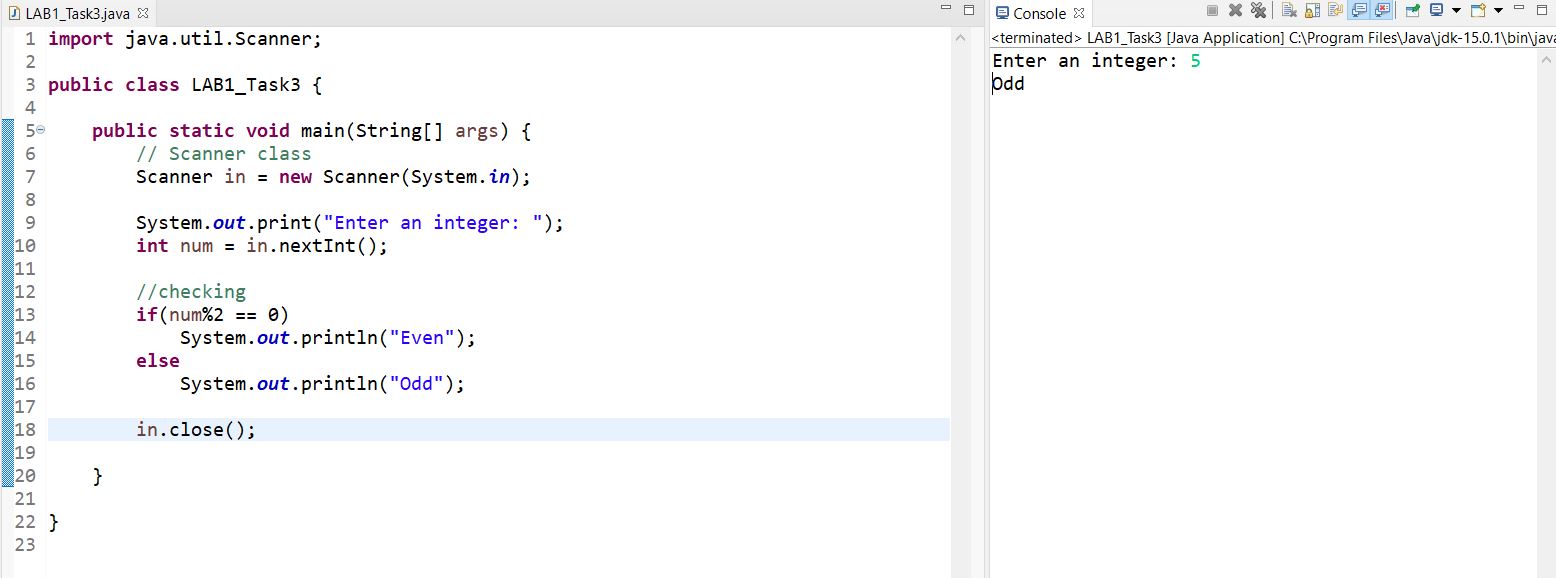 LAB1_Task3.java
1 import java.util.Scanner;
2
3 public class LAB1_Task3 {
4
5 public static void main(String[] args) {
6 // Scanner class
7 Scanner in = new Scanner(System.in);
8
9 System.out.print("Enter an integer: ");
10 int num = in.nextInt();
11
12 //checking
13 if(num%2 == 0)
14 System.out.println("Even");
15 else
16 System.out.println("Odd");
17
18 in.close();
19
20 }
21
22 }
23
Console
<terminated> LAB1_Task3 [Java Application] C:\Program Files\Java\jdk-15.0.1\bin\java
Enter an integer: 5
Odd